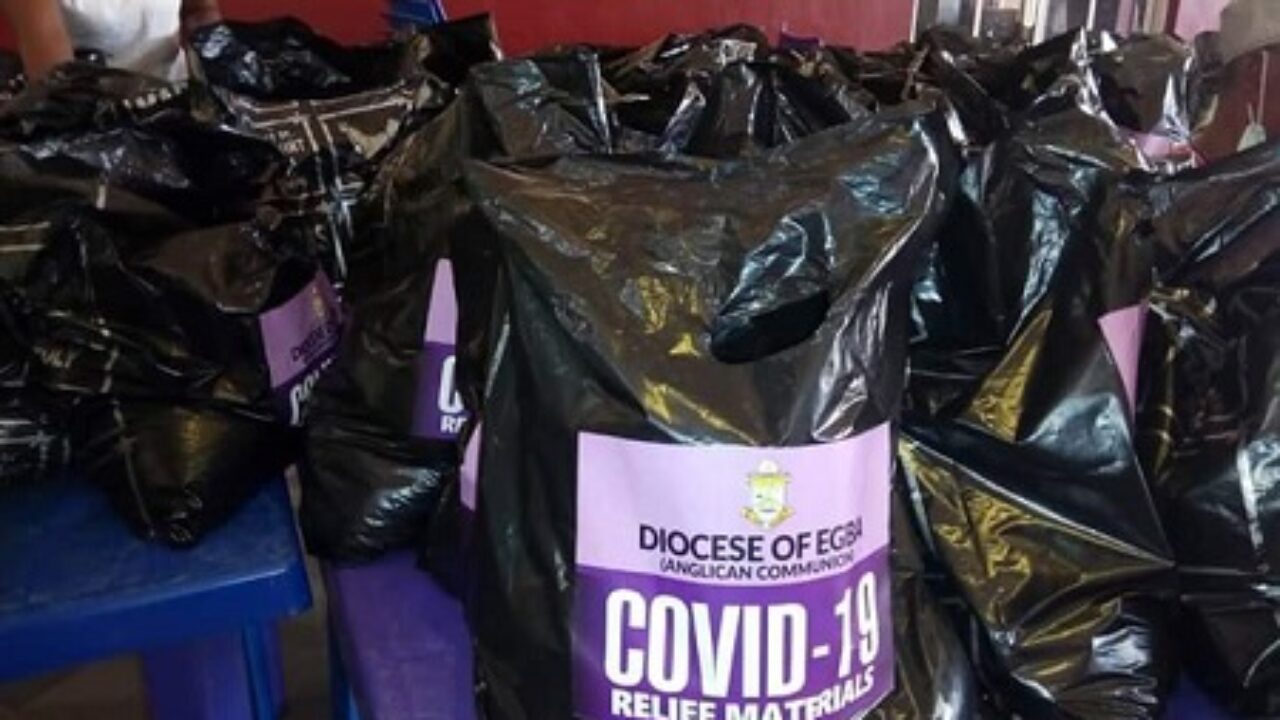 DIOCESE OF EGBA
(ANGLICAN COMMUNION)
COVID-19
RELIEF MATERIALS